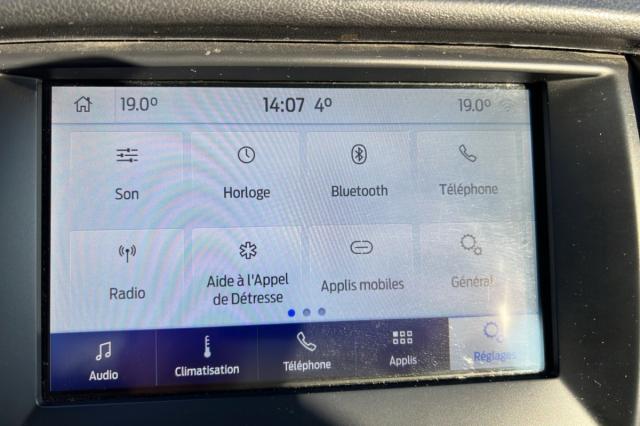 19.0° 14:07 4° 19.0°
Son Horloge Bluetooth Téléphone
Radio Aide à l'Appel de Détresse Applis mobiles Général
Audio Climatisation Téléphone Applis Réglages